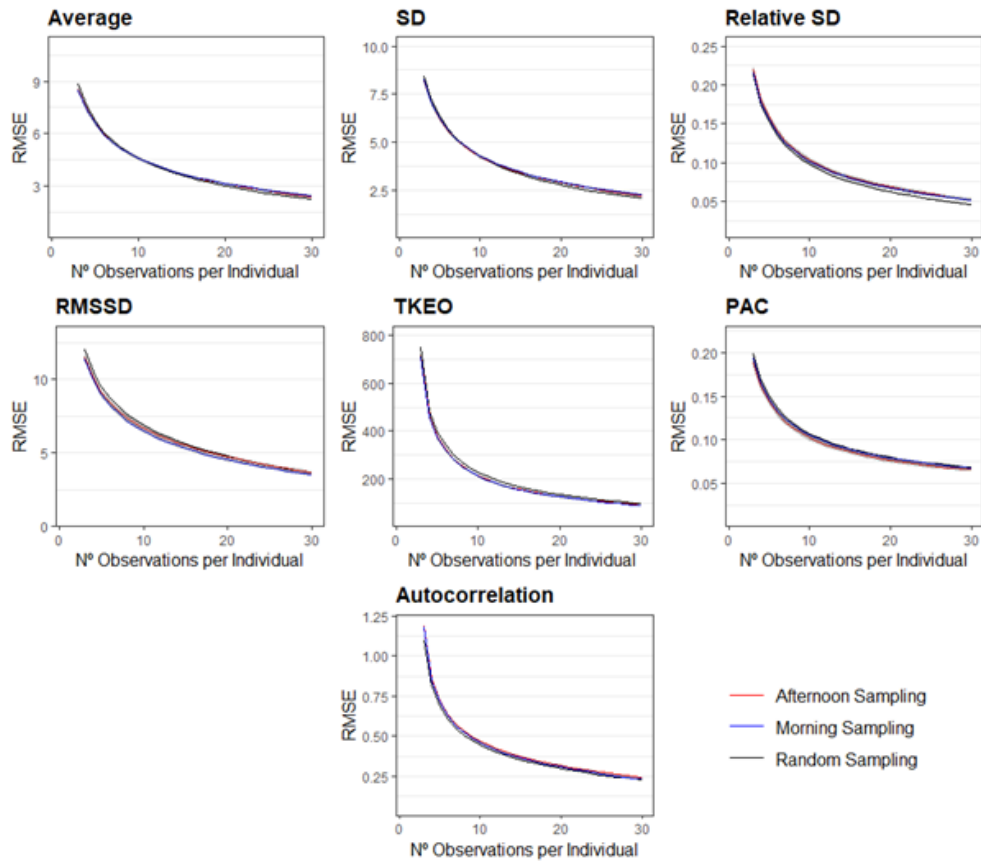 Average
SD
Relative SD
RMSE
9
6
3
0
10
20
30
Nº Observations per Individual
RMSE
10.0
7.5
5.0
2.5
0
10
20
30
Nº Observations per Individual
RMSE
0.25
0.20
0.15
0.10
0.05
0
10
20
30
Nº Observations per Individual
RMSSD
TKEO
PAC
RMSE
10
5
0
0
10
20
30
Nº Observations per Individual
RMSE
800
600
400
200
0
10
20
30
Nº Observations per Individual
RMSE
0.20
0.15
0.10
0.05
0
10
20
30
Nº Observations per Individual
Autocorrelation
RMSE
1.25
1.00
0.75
0.50
0.25
0
10
20
30
Nº Observations per Individual
Afternoon Sampling
Morning Sampling
Random Sampling